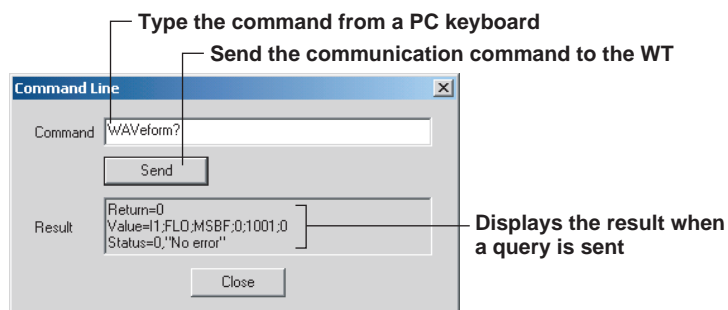 Type the command from a PC keyboard
Send the communication command to the WT
Command Line
Command
WAVeform?
Send
Result
Return=0
Value=I1;FLO;MSBF;0;1001;0
Status=0,"No error"
Displays the result when
a query is sent
Close